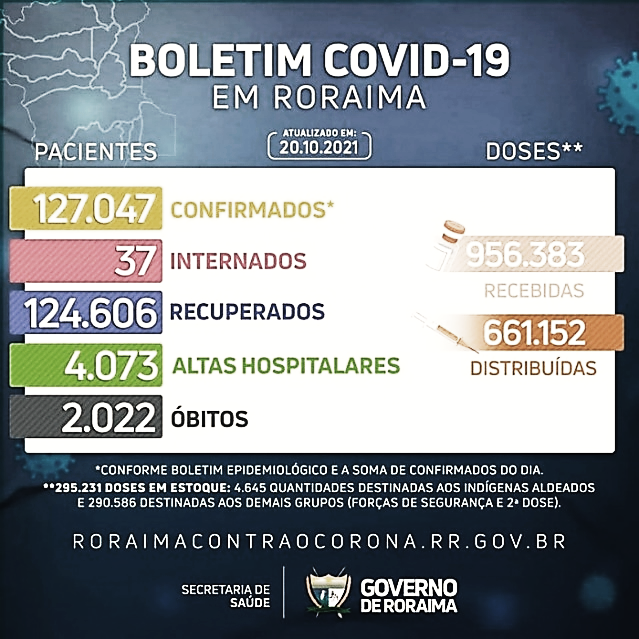 BOLETIM COVID-19
EM RORAIMA
ATUALIZADO EM:
20.10.2021
PACIENTES
DOSES**
127.047 CONFIRMADOS*
37 INTERNADOS
124.606 RECUPERADOS
4.073 ALTAS HOSPITALARES
2.022 ÓBITOS
956.383
RECEBIDAS
661.152
DISTRIBUÍDAS
*CONFORME BOLETIM EPIDEMIOLÓGICO E A SOMA DE CONFIRMADOS DO DIA.
**295.231 DOSES EM ESTOQUE: 4.645 QUANTIDADES DESTINADAS AOS INDÍGENAS ALDEADOS
E 290.586 DESTINADAS AOS DEMAIS GRUPOS (FORÇAS DE SEGURANÇA E 2ª DOSE).
RORAIMACONTRAOCORONA.RR.GOV.BR
SECRETARIA DE
SAÚDE
GOVERNO
DE RORAIMA